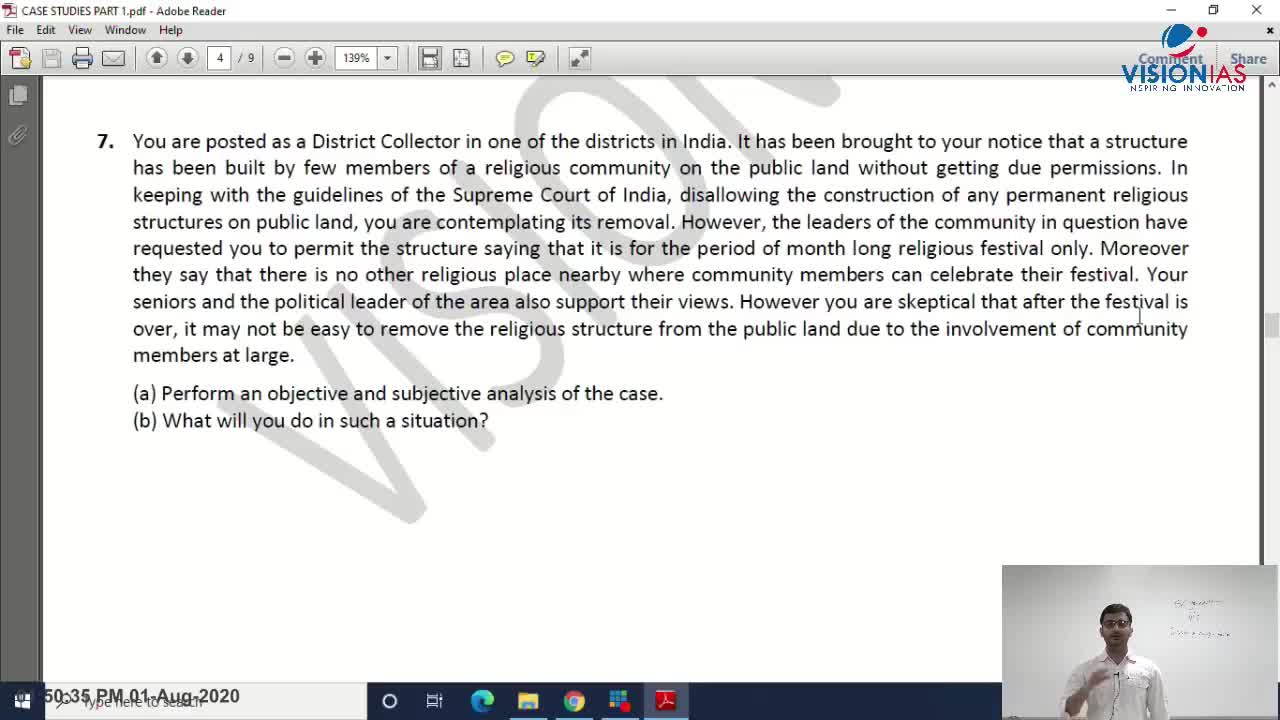 CASE STUDIES PART 1.pdf - Adobe Reader
File Edit View Window Help
4 / 9 139% Comment Share
VISIONIAS
INSPIRING INNOVATION
VISION
7. You are posted as a District Collector in one of the districts in India. It has been brought to your notice that a structure
has been built by few members of a religious community on the public land without getting due permissions. In
keeping with the guidelines of the Supreme Court of India, disallowing the construction of any permanent religious
structures on public land, you are contemplating its removal. However, the leaders of the community in question have
requested you to permit the structure saying that it is for the period of month long religious festival only. Moreover
they say that there is no other religious place nearby where community members can celebrate their festival. Your
seniors and the political leader of the area also support their views. However you are skeptical that after the festival is
over, it may not be easy to remove the religious structure from the public land due to the involvement of community
members at large.
(a) Perform an objective and subjective analysis of the case.
(b) What will you do in such a situation?
50:35 PM 01-Aug-2020
Type here to search